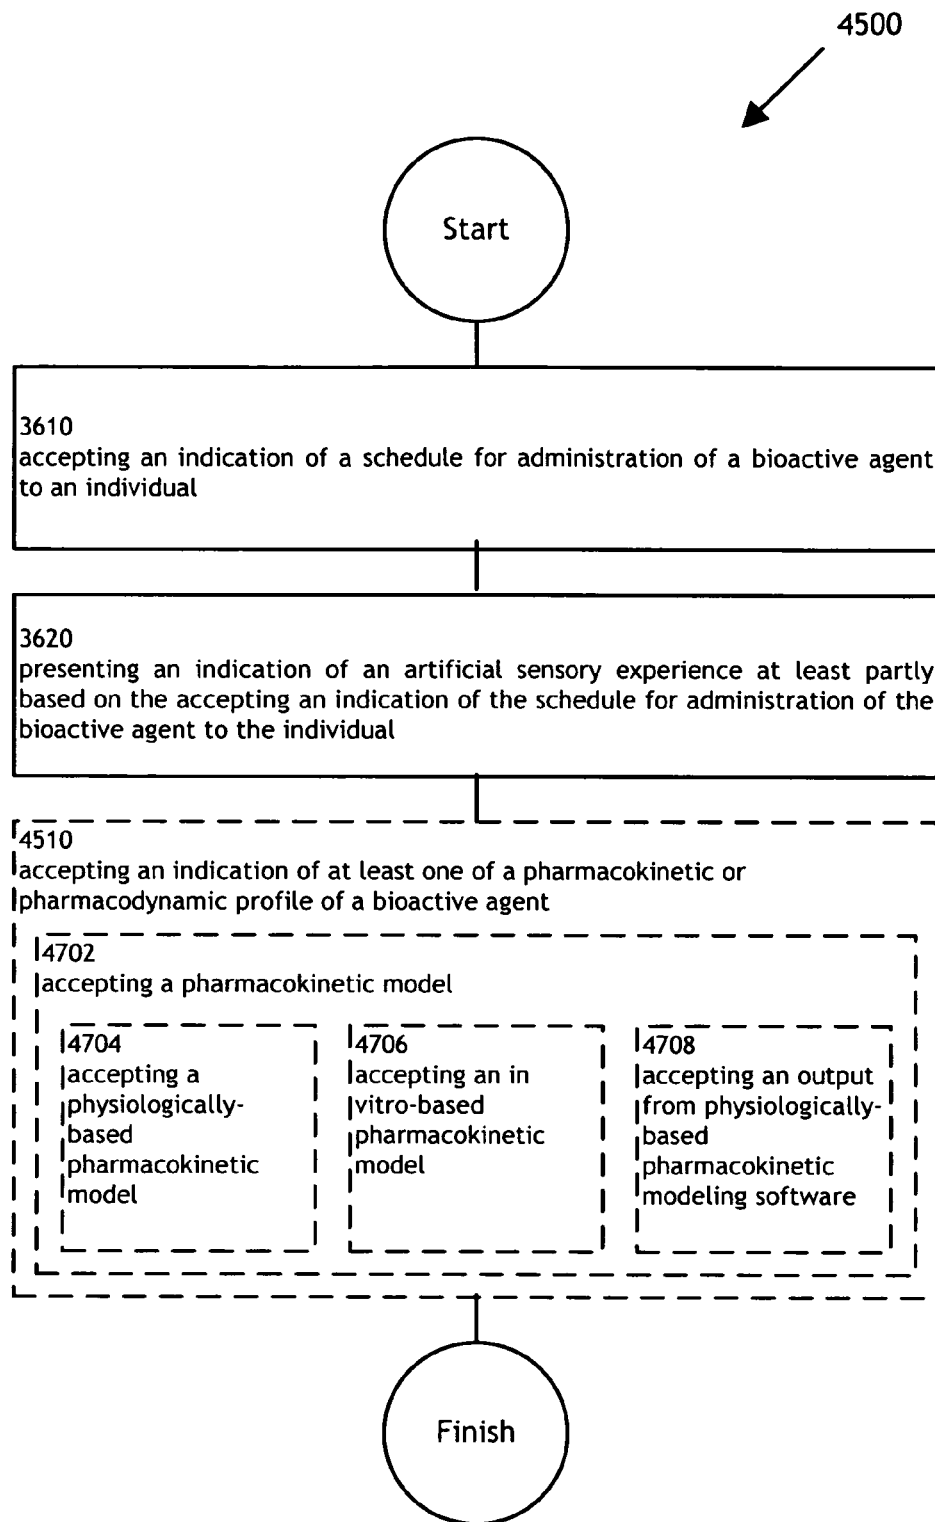 4500
Start
3610
accepting an indication of a schedule for administration of a bioactive agent
to an individual
3620
presenting an indication of an artificial sensory experience at least partly
based on the accepting an indication of the schedule for administration of the
bioactive agent to the individual
4510
accepting an indication of at least one of a pharmacokinetic or
pharmacodynamic profile of a bioactive agent
4702
accepting a pharmacokinetic model
4704
accepting a
physiologically-
based
pharmacokinetic
model
4706
accepting an in
vitro-based
pharmacokinetic
model
4708
accepting an output
from physiologically-
based
pharmacokinetic
modeling software
Finish